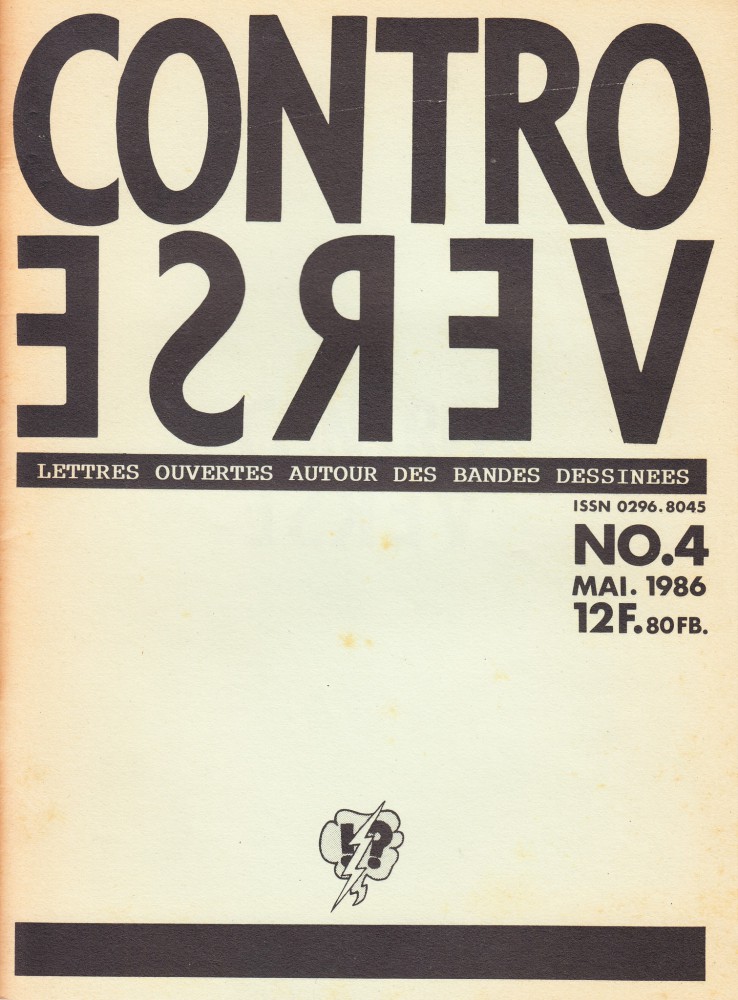 CONTRO
VERSE
LETTRES OUVERTES AUTOUR DES BANDES DESSINEES
ISSN 0296.8045
NO.4
MAI. 1986
12F. 80FB.
!?